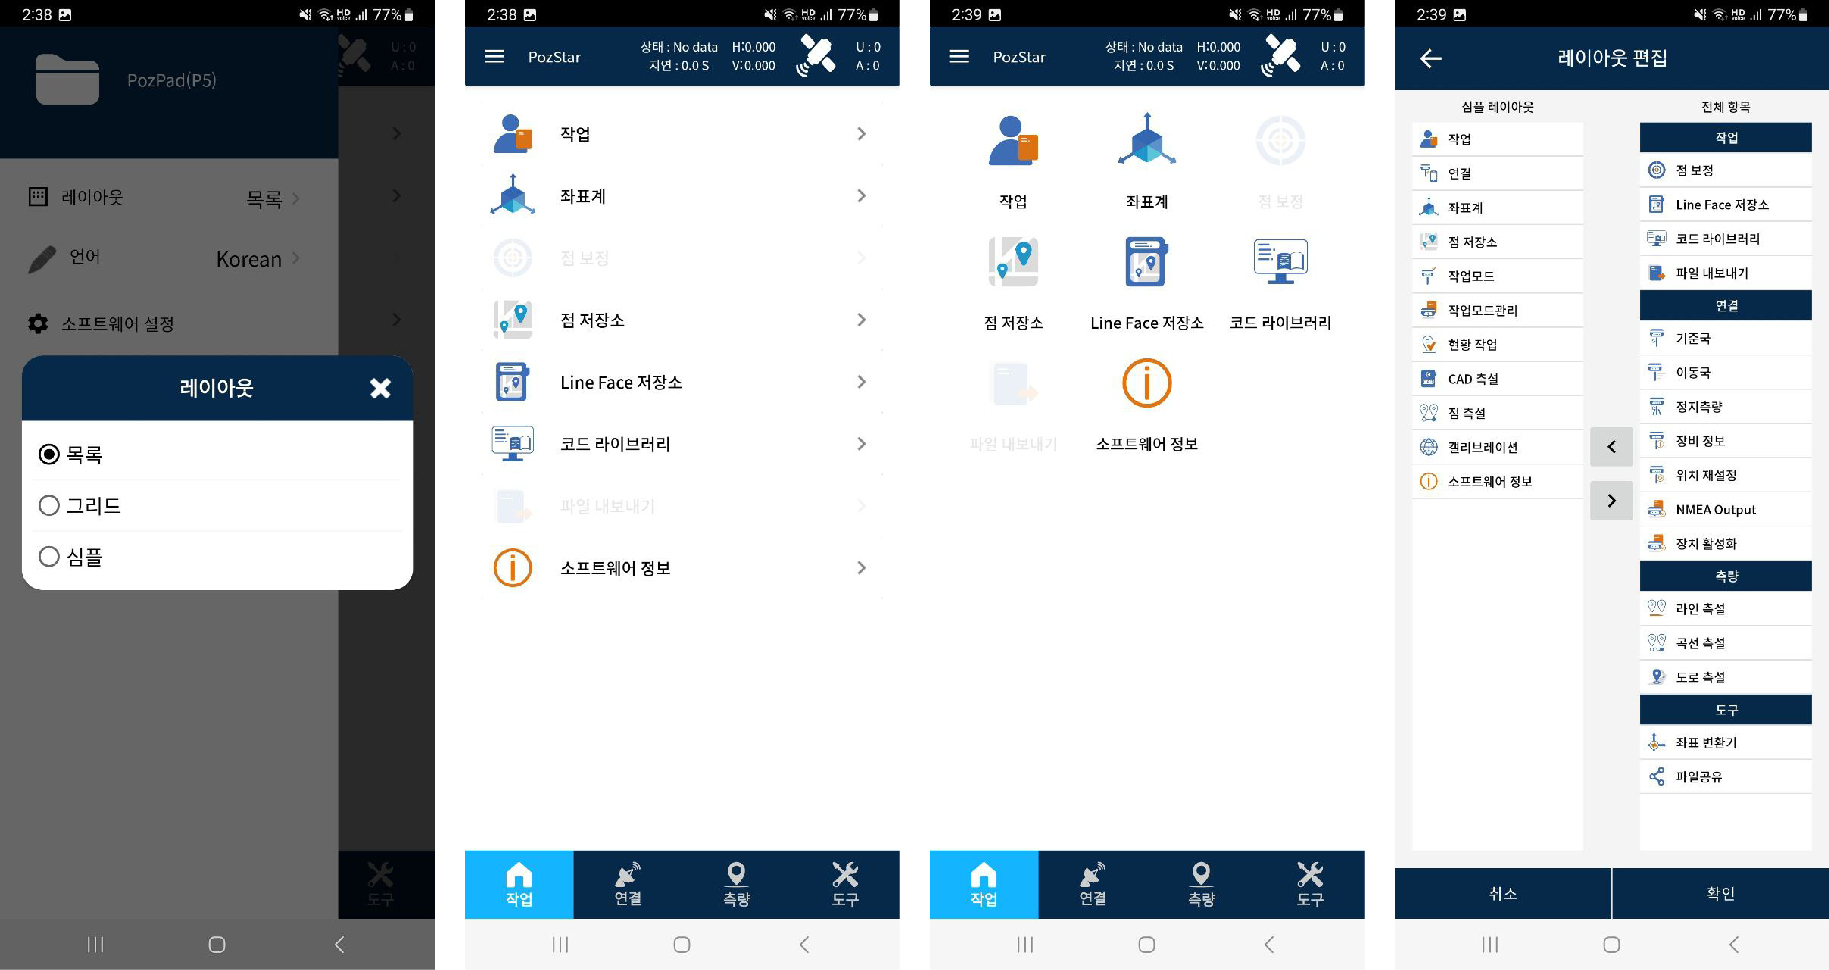 2:38
77%
PozPad(P5)
U : 0
A : 0
레이아웃
목록
언어
Korean
소프트웨어 설정
레이아웃
목록
그리드
심플
도구
2:38
77%
PozStar
상태 : No data
H:0.000
U : 0
지연 : 0.0 S
V:0.000
A : 0
작업
좌표계
점 보정
점 저장소
Line Face 저장소
코드 라이브러리
파일 내보내기
소프트웨어 정보
작업
연결
측량
도구
2:39
77%
PozStar
상태 : No data
H:0.000
U : 0
지연 : 0.0 S
V:0.000
A : 0
작업
좌표계
점 보정
점 저장소
Line Face 저장소
코드 라이브러리
파일 내보내기
소프트웨어 정보
작업
연결
측량
도구
2:39
77%
레이아웃 편집
심플 레이아웃
작업
연결
좌표계
점 저장소
작업모드
작업모드관리
현황 작업
CAD 측설
점 측설
캘리브레이션
소프트웨어 정보
전체 항목
작업
점 보정
Line Face 저장소
코드 라이브러리
파일 내보내기
연결
기준국
이동국
정지측량
장비 정보
위치 재설정
NMEA Output
장치 활성화
측량
라인 측설
곡선 측설
도로 측설
도구
좌표 변환기
파일공유
취소
확인